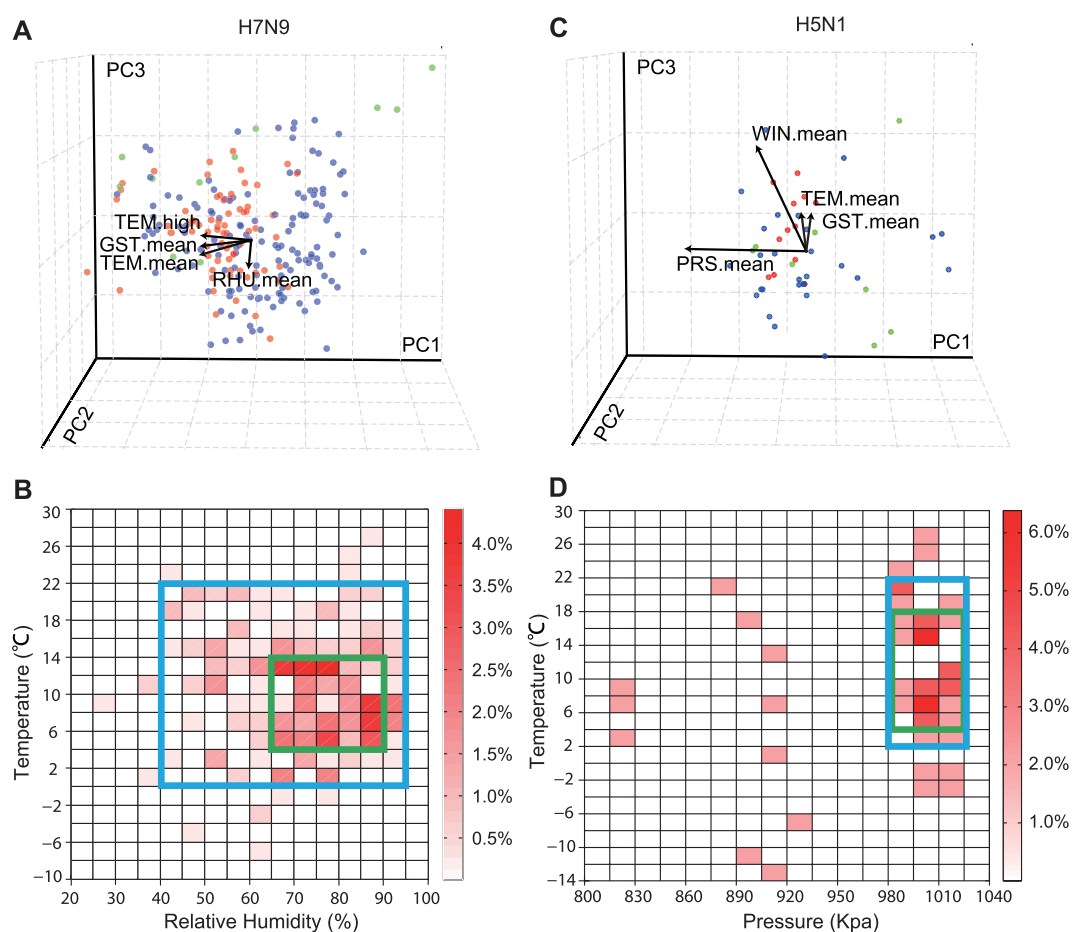 A
H7N9
PC3
TEM.high
GST.mean
TEM.mean
RHU.mean
PC1
PC2
C
H5N1
PC3
WIN.mean
TEM.mean
GST.mean
PRS.mean
PC1
PC2
B
30
26
22
18
14
10
6
2
−2
−6
−10
Temperature (℃)
20 30 40 50 60 70 80 90 100
Relative Humidity (%)
4.0%
3.5%
3.0%
2.5%
2.0%
1.5%
1.0%
0.5%
D
30
26
22
18
14
10
6
2
−2
−6
−10
−14
Temperature (℃)
800 830 860 890 920 950 980 1010 1040
Pressure (Kpa)
6.0%
5.0%
4.0%
3.0%
2.0%
1.0%